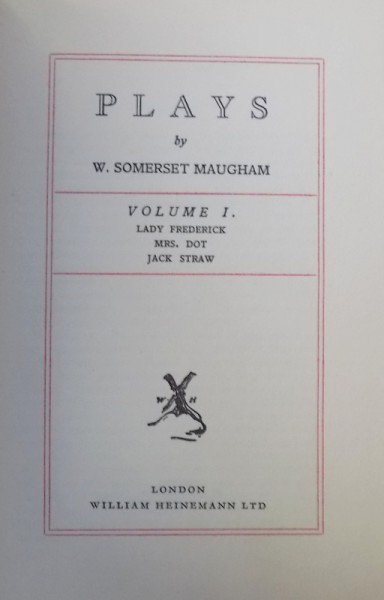 PLAYS
by
W. SOMERSET MAUGHAM
VOLUME I.
LADY FREDERICK
MRS. DOT
JACK STRAW
W H
LONDON
WILLIAM HEINEMANN LTD